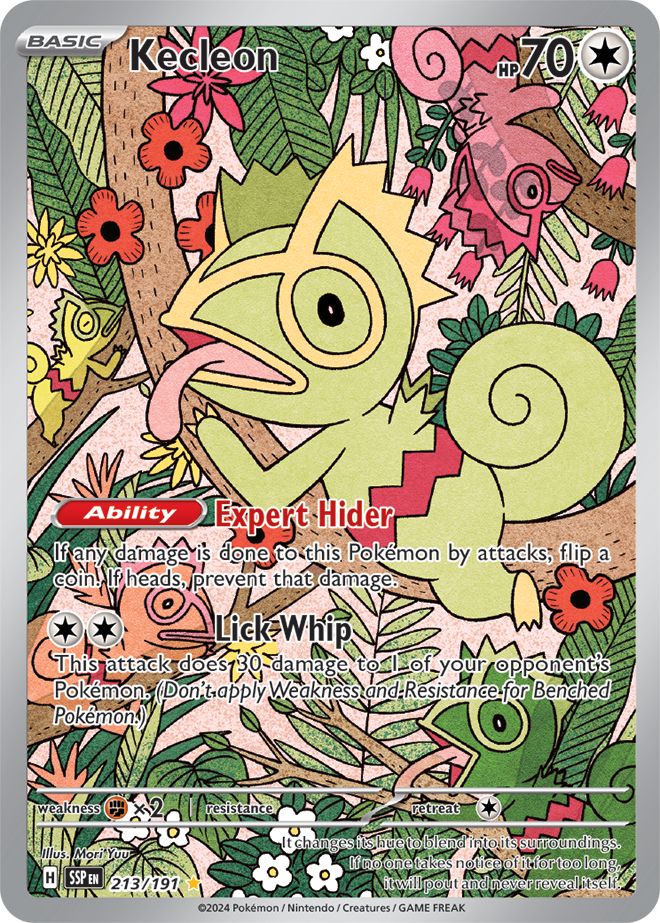 BASIC
Kecleon
HP 70
Ability
Expert Hider
If any damage is done to this Pokémon by attacks, flip a
coin. If heads, prevent that damage.
Lick Whip
This attack does 30 damage to 1 of your opponent's
Pokémon. (Don't apply Weakness and Resistance for Benched
Pokémon.)
weakness ×2 resistance retreat
Illus. Mori Yuu
It changes its hue to blend into its surroundings.
If no one takes notice of it for too long,
it will pout and never reveal itself.
H SSP EN 213/191
©2024 Pokémon / Nintendo / Creatures / GAME FREAK